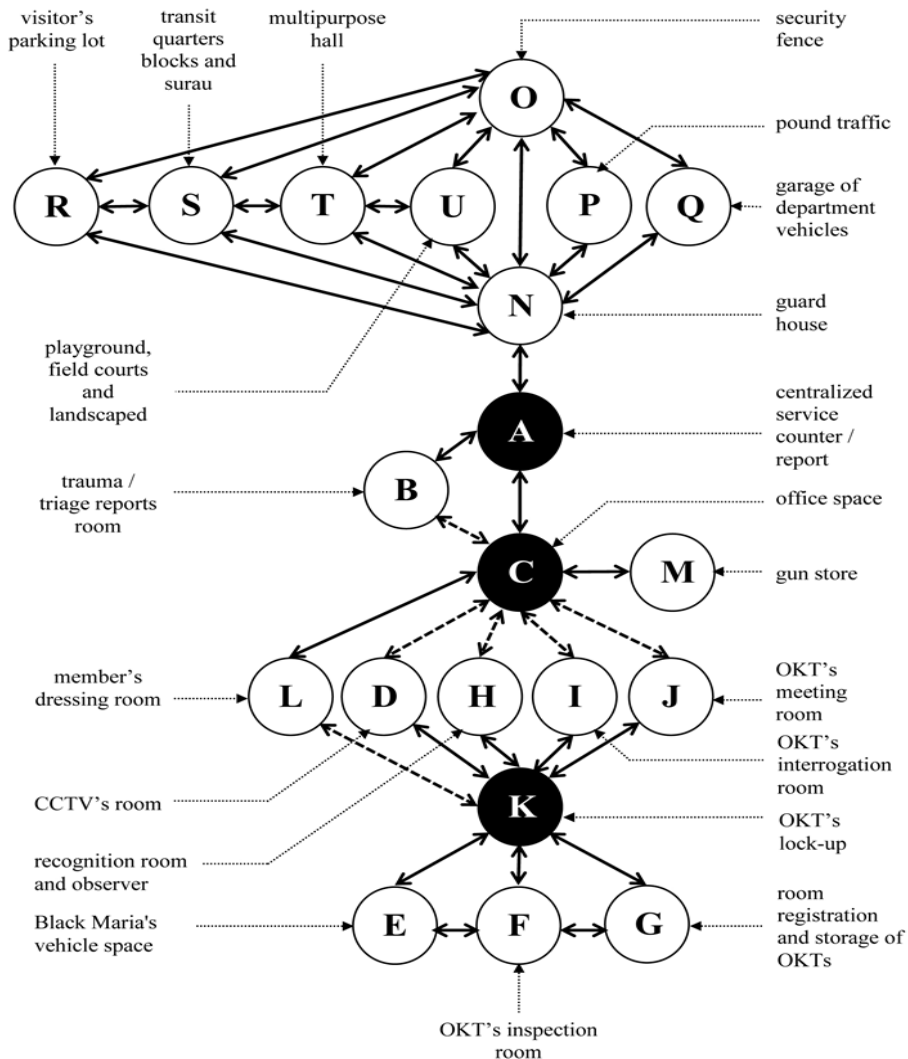 visitor's
parking lot
transit
quarters
blocks and
surau
multipurpose
hall
security
fence
O
pound traffic
R
S
T
U
P
Q
garage of
department
vehicles
N
guard
house
playground,
field courts
and
landscaped
A
centralized
service
counter /
report
trauma /
triage reports
room
B
office space
C
M
gun store
member's
dressing room
L
D
H
I
J
OKT's
meeting
room
OKT's
interrogation
room
CCTV's room
K
OKT's
lock-up
recognition room
and observer
Black Maria's
vehicle space
E
F
G
room
registration
and storage of
OKTs
OKT's inspection
room